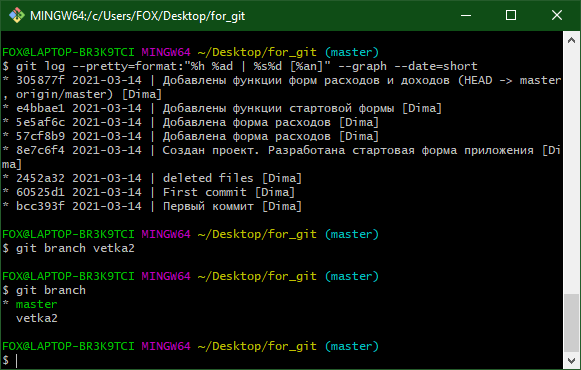 MINGW64:/c/Users/FOX/Desktop/for_git
FOX@LAPTOP-BR3K9TCI MINGW64 ~/Desktop/for_git (master)
$ git log --pretty=format:"%h %ad | %s%d [%an]" --graph --date=short
* 305877f 2021-03-14 | Добавлены функции форм расходов и доходов (HEAD -> master
, origin/master) [Dima]
* e4bbae1 2021-03-14 | Добавлены функции стартовой формы [Dima]
* 5e5af6c 2021-03-14 | Добавлена форма расходов [Dima]
* 57cf8b9 2021-03-14 | Добавлена форма расходов [Dima]
* 8e7c6f4 2021-03-14 | Создан проект. Разработана стартовая форма приложения [Di
ma]
* 2452a32 2021-03-14 | deleted files [Dima]
* 60525d1 2021-03-14 | First commit [Dima]
* bcc393f 2021-03-14 | Первый коммит [Dima]
FOX@LAPTOP-BR3K9TCI MINGW64 ~/Desktop/for_git (master)
$ git branch vetka2
FOX@LAPTOP-BR3K9TCI MINGW64 ~/Desktop/for_git (master)
$ git branch
* master
vetka2
FOX@LAPTOP-BR3K9TCI MINGW64 ~/Desktop/for_git (master)
$